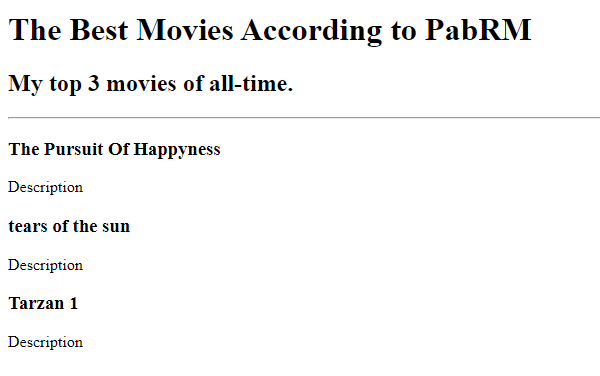 The Best Movies According to PabRM
My top 3 movies of all-time.
The Pursuit Of Happyness
Description
tears of the sun
Description
Tarzan 1
Description